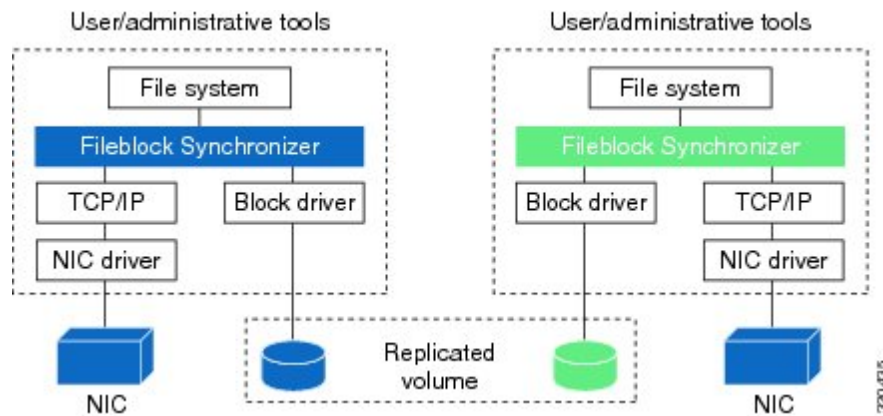 User/administrative tools
File system
Fileblock Synchronizer
TCP/IP
Block driver
NIC driver
NIC
User/administrative tools
File system
Fileblock Synchronizer
Block driver
TCP/IP
NIC driver
NIC
Replicated
volume